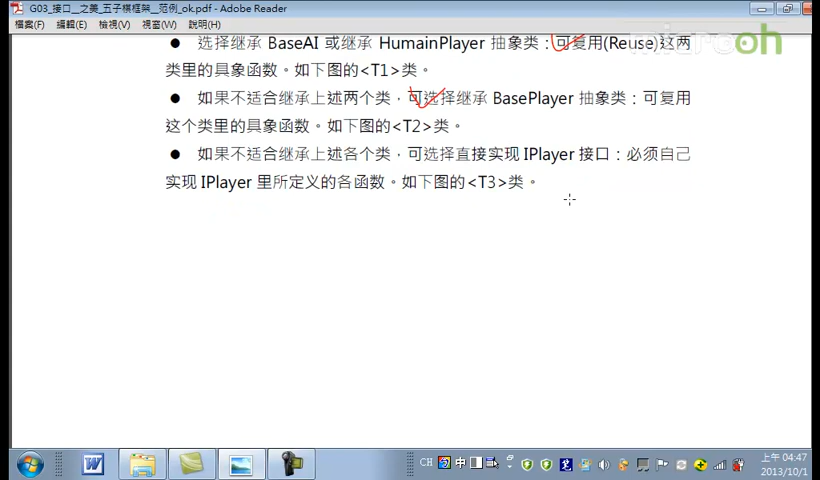 G03_接口__之美_五子棋框架__范例_ok.pdf - Adobe Reader
檔案(F) 編輯(E) 檢視(V) 視窗(W) 說明(H)
microoh
● 选择继承 BaseAI 或继承 HumainPlayer 抽象类：可复用(Reuse)这两
类里的具象函数。如下图的<T1>类。
● 如果不适合继承上述两个类，可选择继承 BasePlayer 抽象类：可复用
这个类里的具象函数。如下图的<T2>类。
● 如果不适合继承上述各个类，可选择直接实现 IPlayer 接口：必须自己
实现 IPlayer 里所定义的各函数。如下图的<T3>类。
CH 中 上午 04:47
2013/10/1